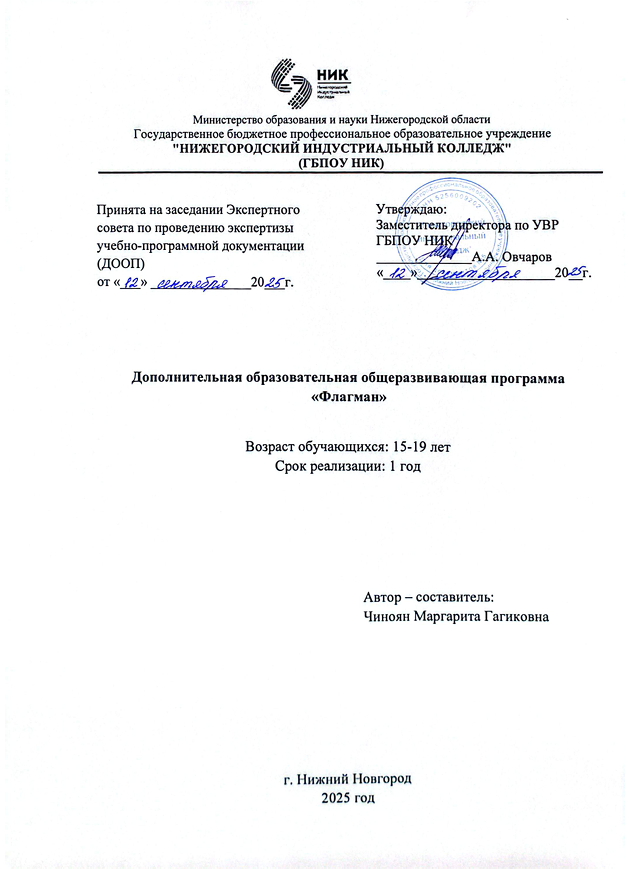 НИК
Нижегородский
Индустриальный
Колледж
Министерство образования и науки Нижегородской области
Государственное бюджетное профессиональное образовательное учреждение
"НИЖЕГОРОДСКИЙ ИНДУСТРИАЛЬНЫЙ КОЛЛЕДЖ"
(ГБПОУ НИК)
Принята на заседании Экспертного
совета по проведению экспертизы
учебно-программной документации
(ДООП)
от «12» сентября 2025г.
Утверждаю:
Заместитель директора по УВР
ГБПОУ НИК
А.А. Овчаров
«12» сентября 2025г.
Дополнительная образовательная общеразвивающая программа
«Флагман»
Возраст обучающихся: 15-19 лет
Срок реализации: 1 год
Автор – составитель:
Чиноян Маргарита Гагиковна
г. Нижний Новгород
2025 год